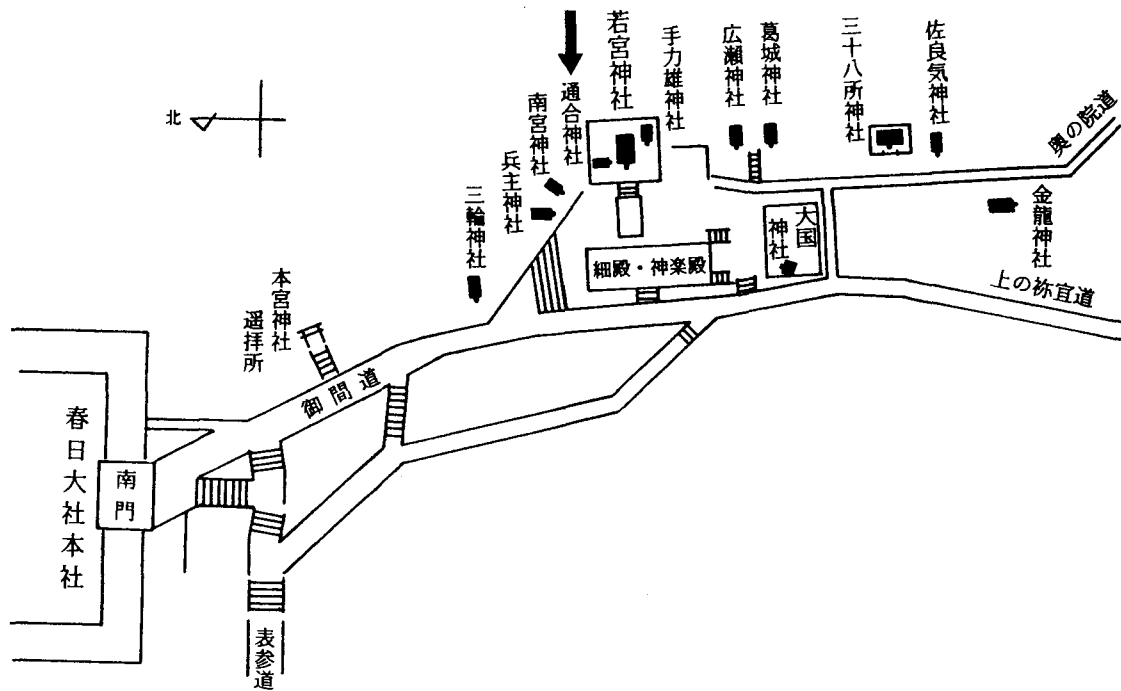 北
三輪神社
兵主神社
南宮神社
通合神社
若宮神社
手力雄神社
広瀬神社
葛城神社
三十八所神社
佐良気神社
奥の院道
金龍神社
大国
神社
細殿・神楽殿
上の祢宜道
本宮神社
遥拝所
御間道
春日大社本社
南門
表参道